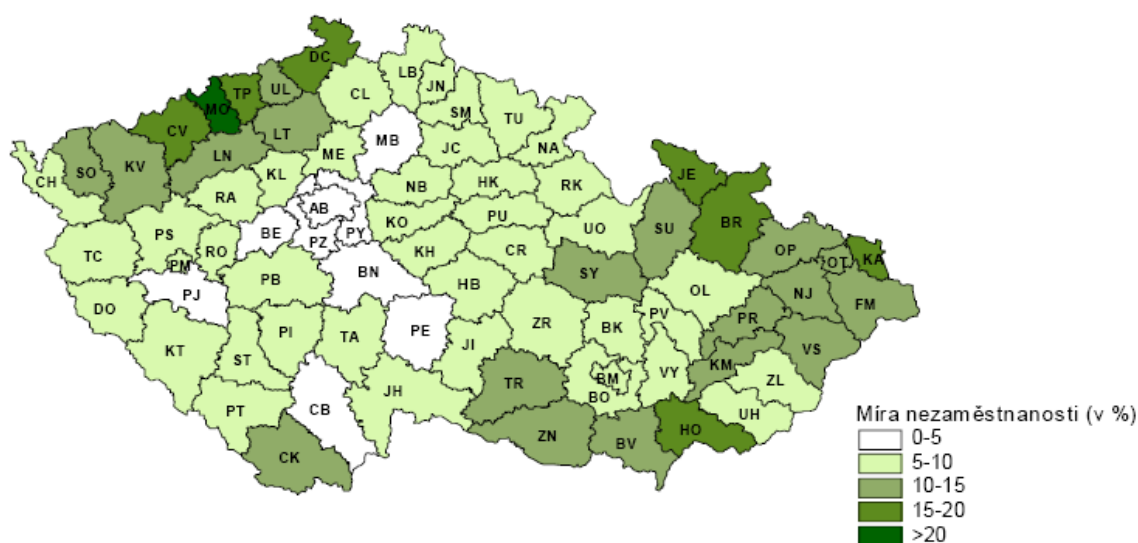 DC
LB
TP
UL
JN
MO
CL
SM
TU
CV
LT
MB
LN
ME
JC
NA
SO
KV
KL
CH
RA
NB
HK
RK
JE
AB
BR
PS
BE
KO
PU
UO
SU
RO
PZ
PY
KH
CR
OP
OT
KA
TC
PM
BN
SY
PB
HB
OL
NJ
FM
PJ
DO
PV
PR
PI
TA
PE
ZR
BK
VS
KT
ST
JI
KM
BM
VY
ZL
TR
JH
BO
PT
CB
UH
HO
ZN
BV
CK
Míra nezaměstnanosti (v %)
0-5
5-10
10-15
15-20
>20